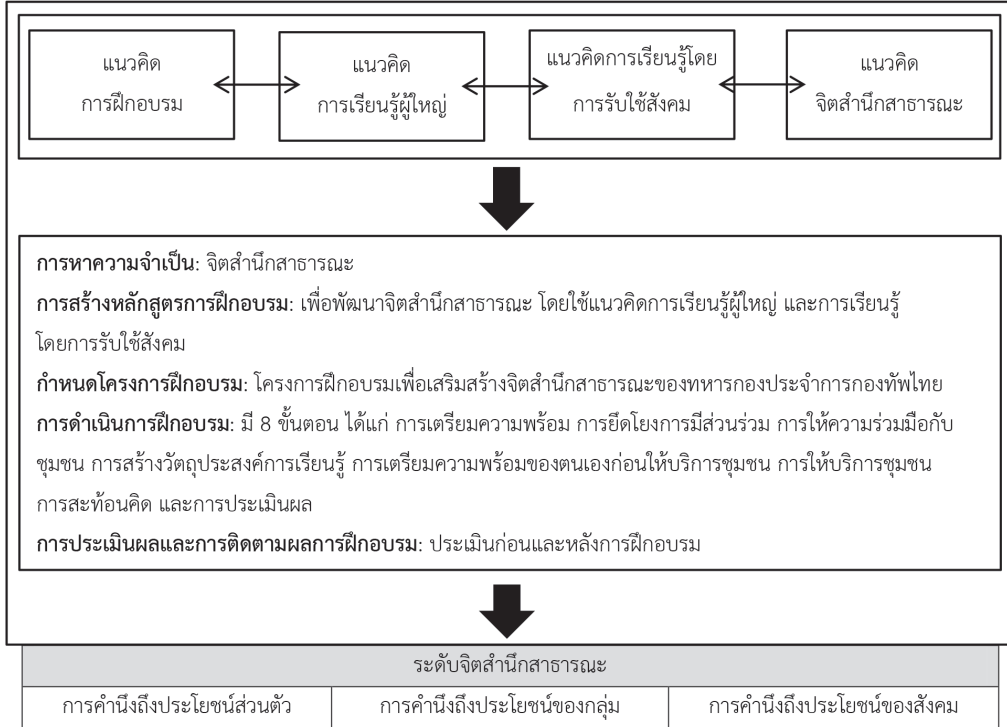 แนวคิด
การฝึกอบรม
แนวคิด
การเรียนรู้ผู้ใหญ่
แนวคิดการเรียนรู้โดย
การรับใช้สังคม
แนวคิด
จิตสำนึกสาธารณะ
การหาความจำเป็น: จิตสำนึกสาธารณะ
การสร้างหลักสูตรการฝึกอบรม: เพื่อพัฒนาจิตสำนึกสาธารณะ โดยใช้แนวคิดการเรียนรู้ผู้ใหญ่ และการเรียนรู้
โดยการรับใช้สังคม
กำหนดโครงการฝึกอบรม: โครงการฝึกอบรมเพื่อเสริมสร้างจิตสำนึกสาธารณะของทหารกองประจำการกองทัพไทย
การดำเนินการฝึกอบรม: มี 8 ขั้นตอน ได้แก่ การเตรียมความพร้อม การยึดโยงการมีส่วนร่วม การให้ความร่วมมือกับ
ชุมชน การสร้างวัตถุประสงค์การเรียนรู้ การเตรียมความพร้อมของตนเองก่อนให้บริการชุมชน การให้บริการชุมชน
การสะท้อนคิด และการประเมินผล
การประเมินผลและการติดตามผลการฝึกอบรม: ประเมินก่อนและหลังการฝึกอบรม
ระดับจิตสำนึกสาธารณะ
การคำนึงถึงประโยชน์ส่วนตัว
การคำนึงถึงประโยชน์ของกลุ่ม
การคำนึงถึงประโยชน์ของสังคม